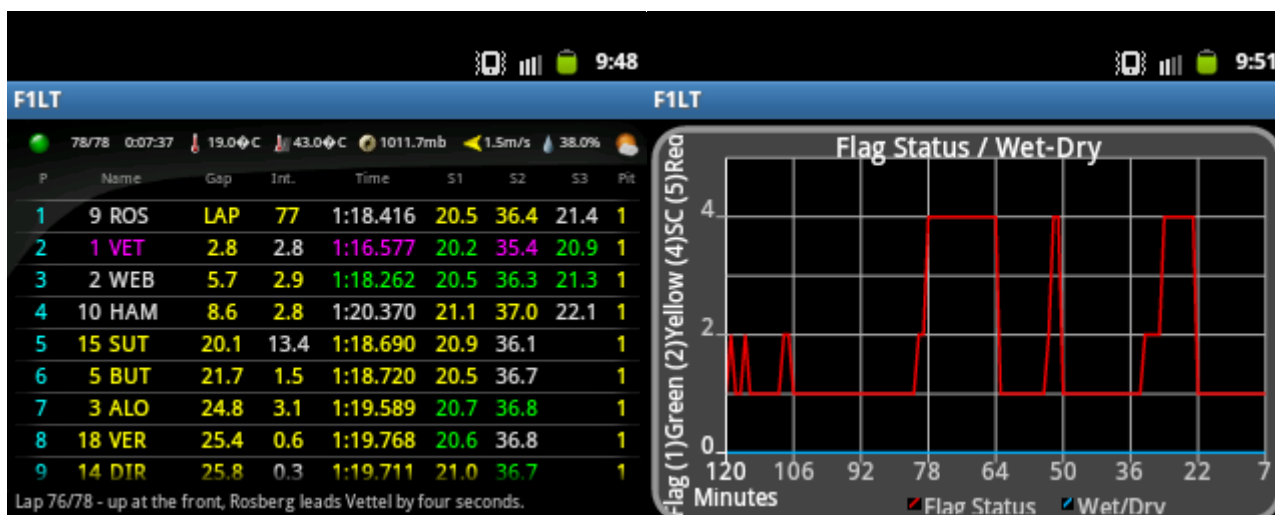 9:48
F1LT
78/78 0:07:37 19.0�C 43.0�C 1011.7mb 1.5m/s 38.0%
P Name Gap Int. Time S1 S2 S3 Pit
1 9 ROS LAP 77 1:18.416 20.5 36.4 21.4 1
2 1 VET 2.8 2.8 1:16.577 20.2 35.4 20.9 1
3 2 WEB 5.7 2.9 1:18.262 20.5 36.3 21.3 1
4 10 HAM 8.6 2.8 1:20.370 21.1 37.0 22.1 1
5 15 SUT 20.1 13.4 1:18.690 20.9 36.1 1
6 5 BUT 21.7 1.5 1:18.720 20.5 36.7 1
7 3 ALO 24.8 3.1 1:19.589 20.7 36.8 1
8 18 VER 25.4 0.6 1:19.768 20.6 36.8 1
9 14 DIR 25.8 0.3 1:19.711 21.0 36.7 1
Lap 76/78 - up at the front, Rosberg leads Vettel by four seconds.
9:51
F1LT
Flag Status / Wet-Dry
Flag (1)Green (2)Yellow (4)SC (5)Red
4
2
0
120 106 92 78 64 50 36 22 7
Minutes
Flag Status Wet/Dry